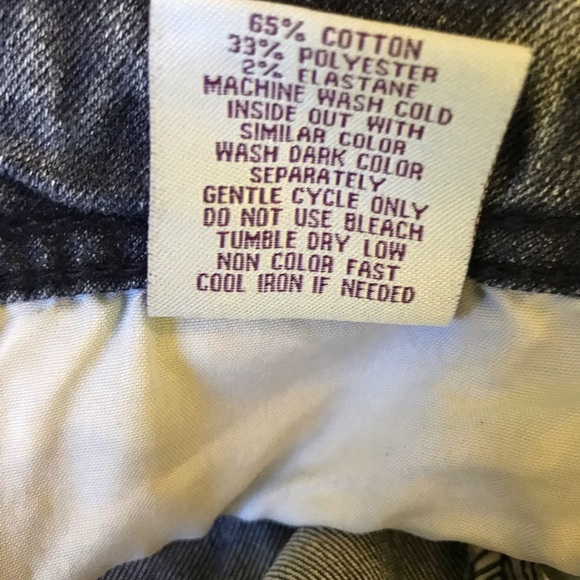 65% COTTON
33% POLYESTER
2% ELASTANE
MACHINE WASH COLD
INSIDE OUT WITH
SIMILAR COLOR
WASH DARK COLOR
SEPARATELY
GENTLE CYCLE ONLY
DO NOT USE BLEACH
TUMBLE DRY LOW
NON COLOR FAST
COOL IRON IF NEEDED